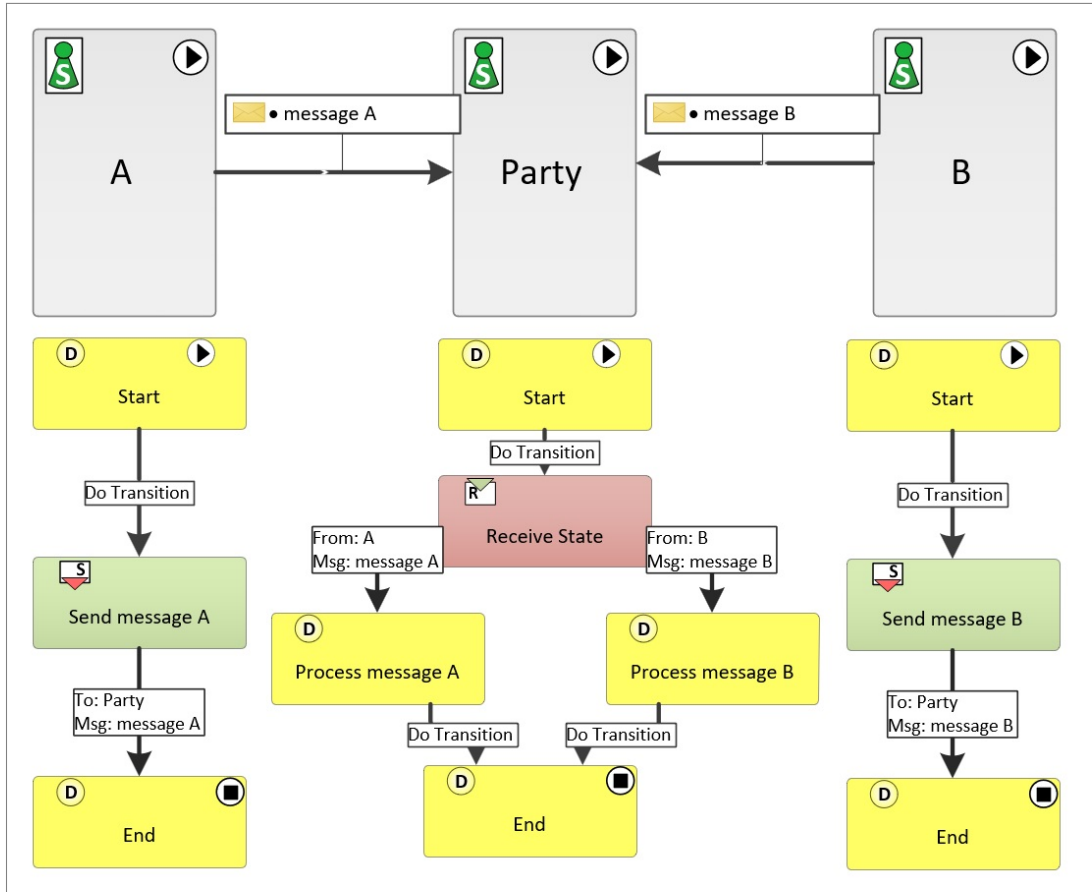 S
S
S
• message A
• message B
A
Party
B
D
Start
D
Start
D
Start
Do Transition
Do Transition
Do Transition
R
Receive State
From: A
Msg: message A
From: B
Msg: message B
S
Send message A
S
Send message B
D
Process message A
D
Process message B
To: Party
Msg: message A
To: Party
Msg: message B
Do Transition
Do Transition
D
End
D
End
D
End